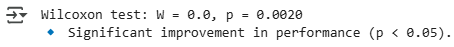 Wilcoxon test: W = 0.0, p = 0.0020
◆ Significant improvement in performance (p < 0.05).